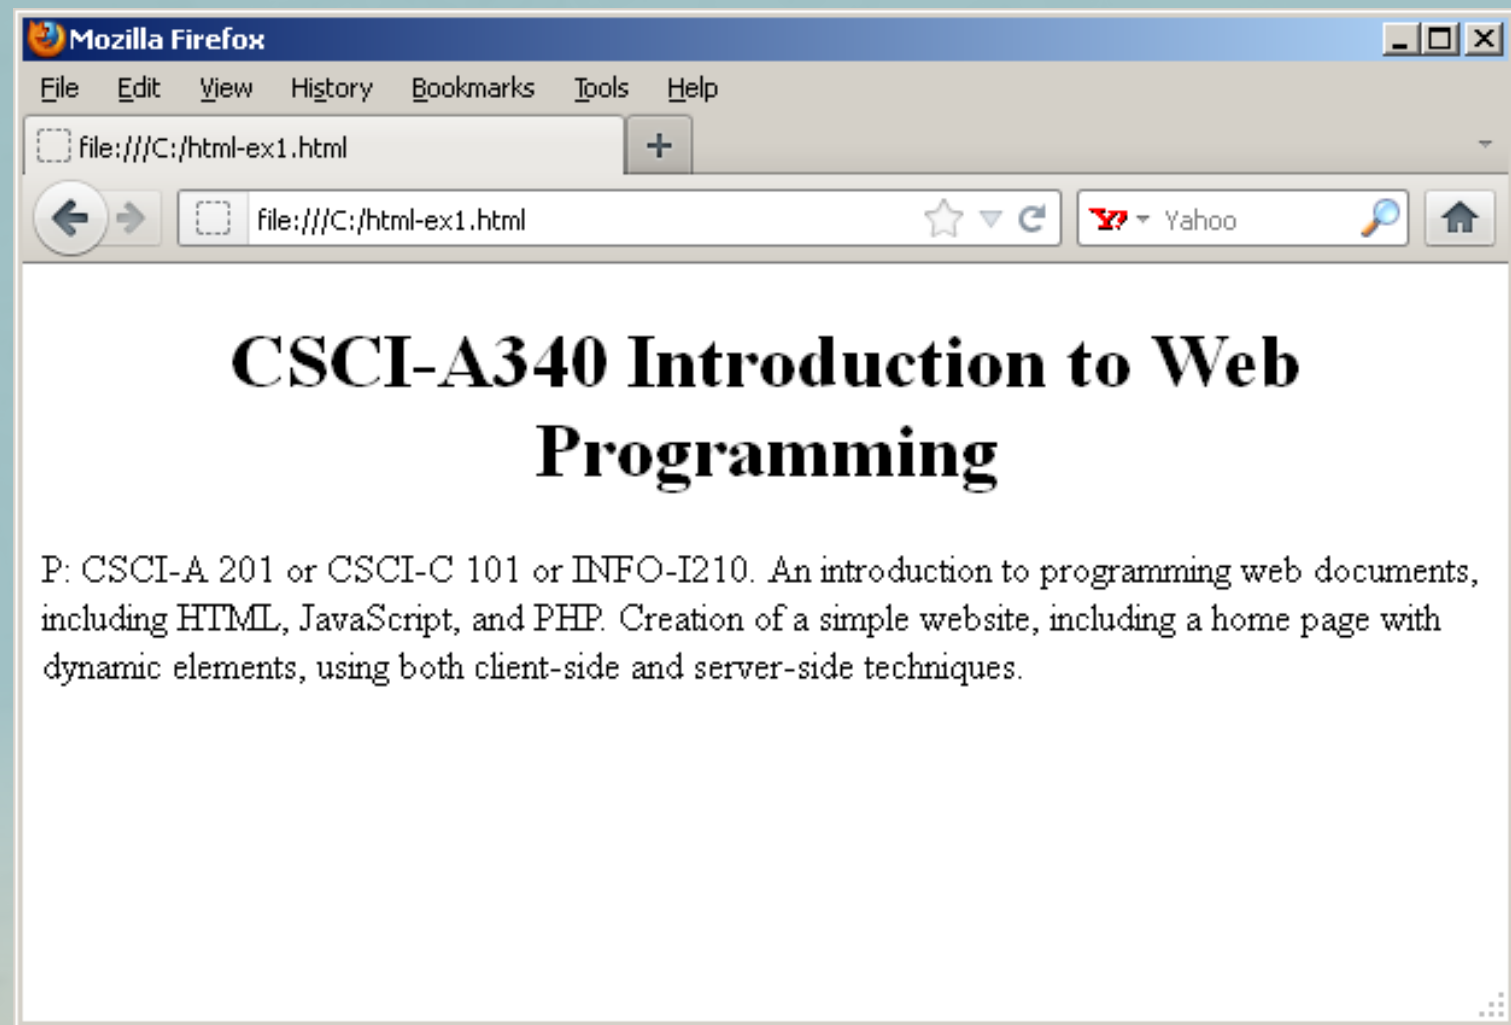 Mozilla Firefox
File Edit View History Bookmarks Tools Help
file:///C:/html-ex1.html
file:///C:/html-ex1.html Yahoo
CSCI-A340 Introduction to Web
Programming
P: CSCI-A 201 or CSCI-C 101 or INFO-I210. An introduction to programming web documents,
including HTML, JavaScript, and PHP. Creation of a simple website, including a home page with
dynamic elements, using both client-side and server-side techniques.